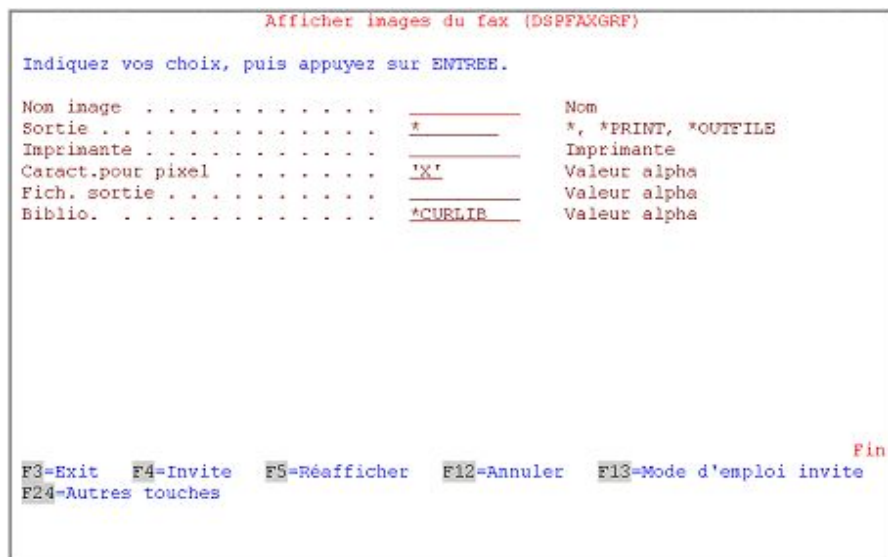 Afficher images du fax (DSPFAXGRF)
Indiquez vos choix, puis appuyez sur ENTREE.
Nom image . . . . . . . . . . . Nom
Sortie . . . . . . . . . . . . . * *, *PRINT, *OUTFILE
Imprimante . . . . . . . . . . . Imprimante
Caract.pour pixel . . . . . . . 'X' Valeur alpha
Fich. sortie . . . . . . . . . . Valeur alpha
Biblio. . . . . . . . . . . . . *CURLIB Valeur alpha
Fin
F3=Exit F4=Invite F5=Réafficher F12=Annuler F13=Mode d'emploi invite
F24=Autres touches